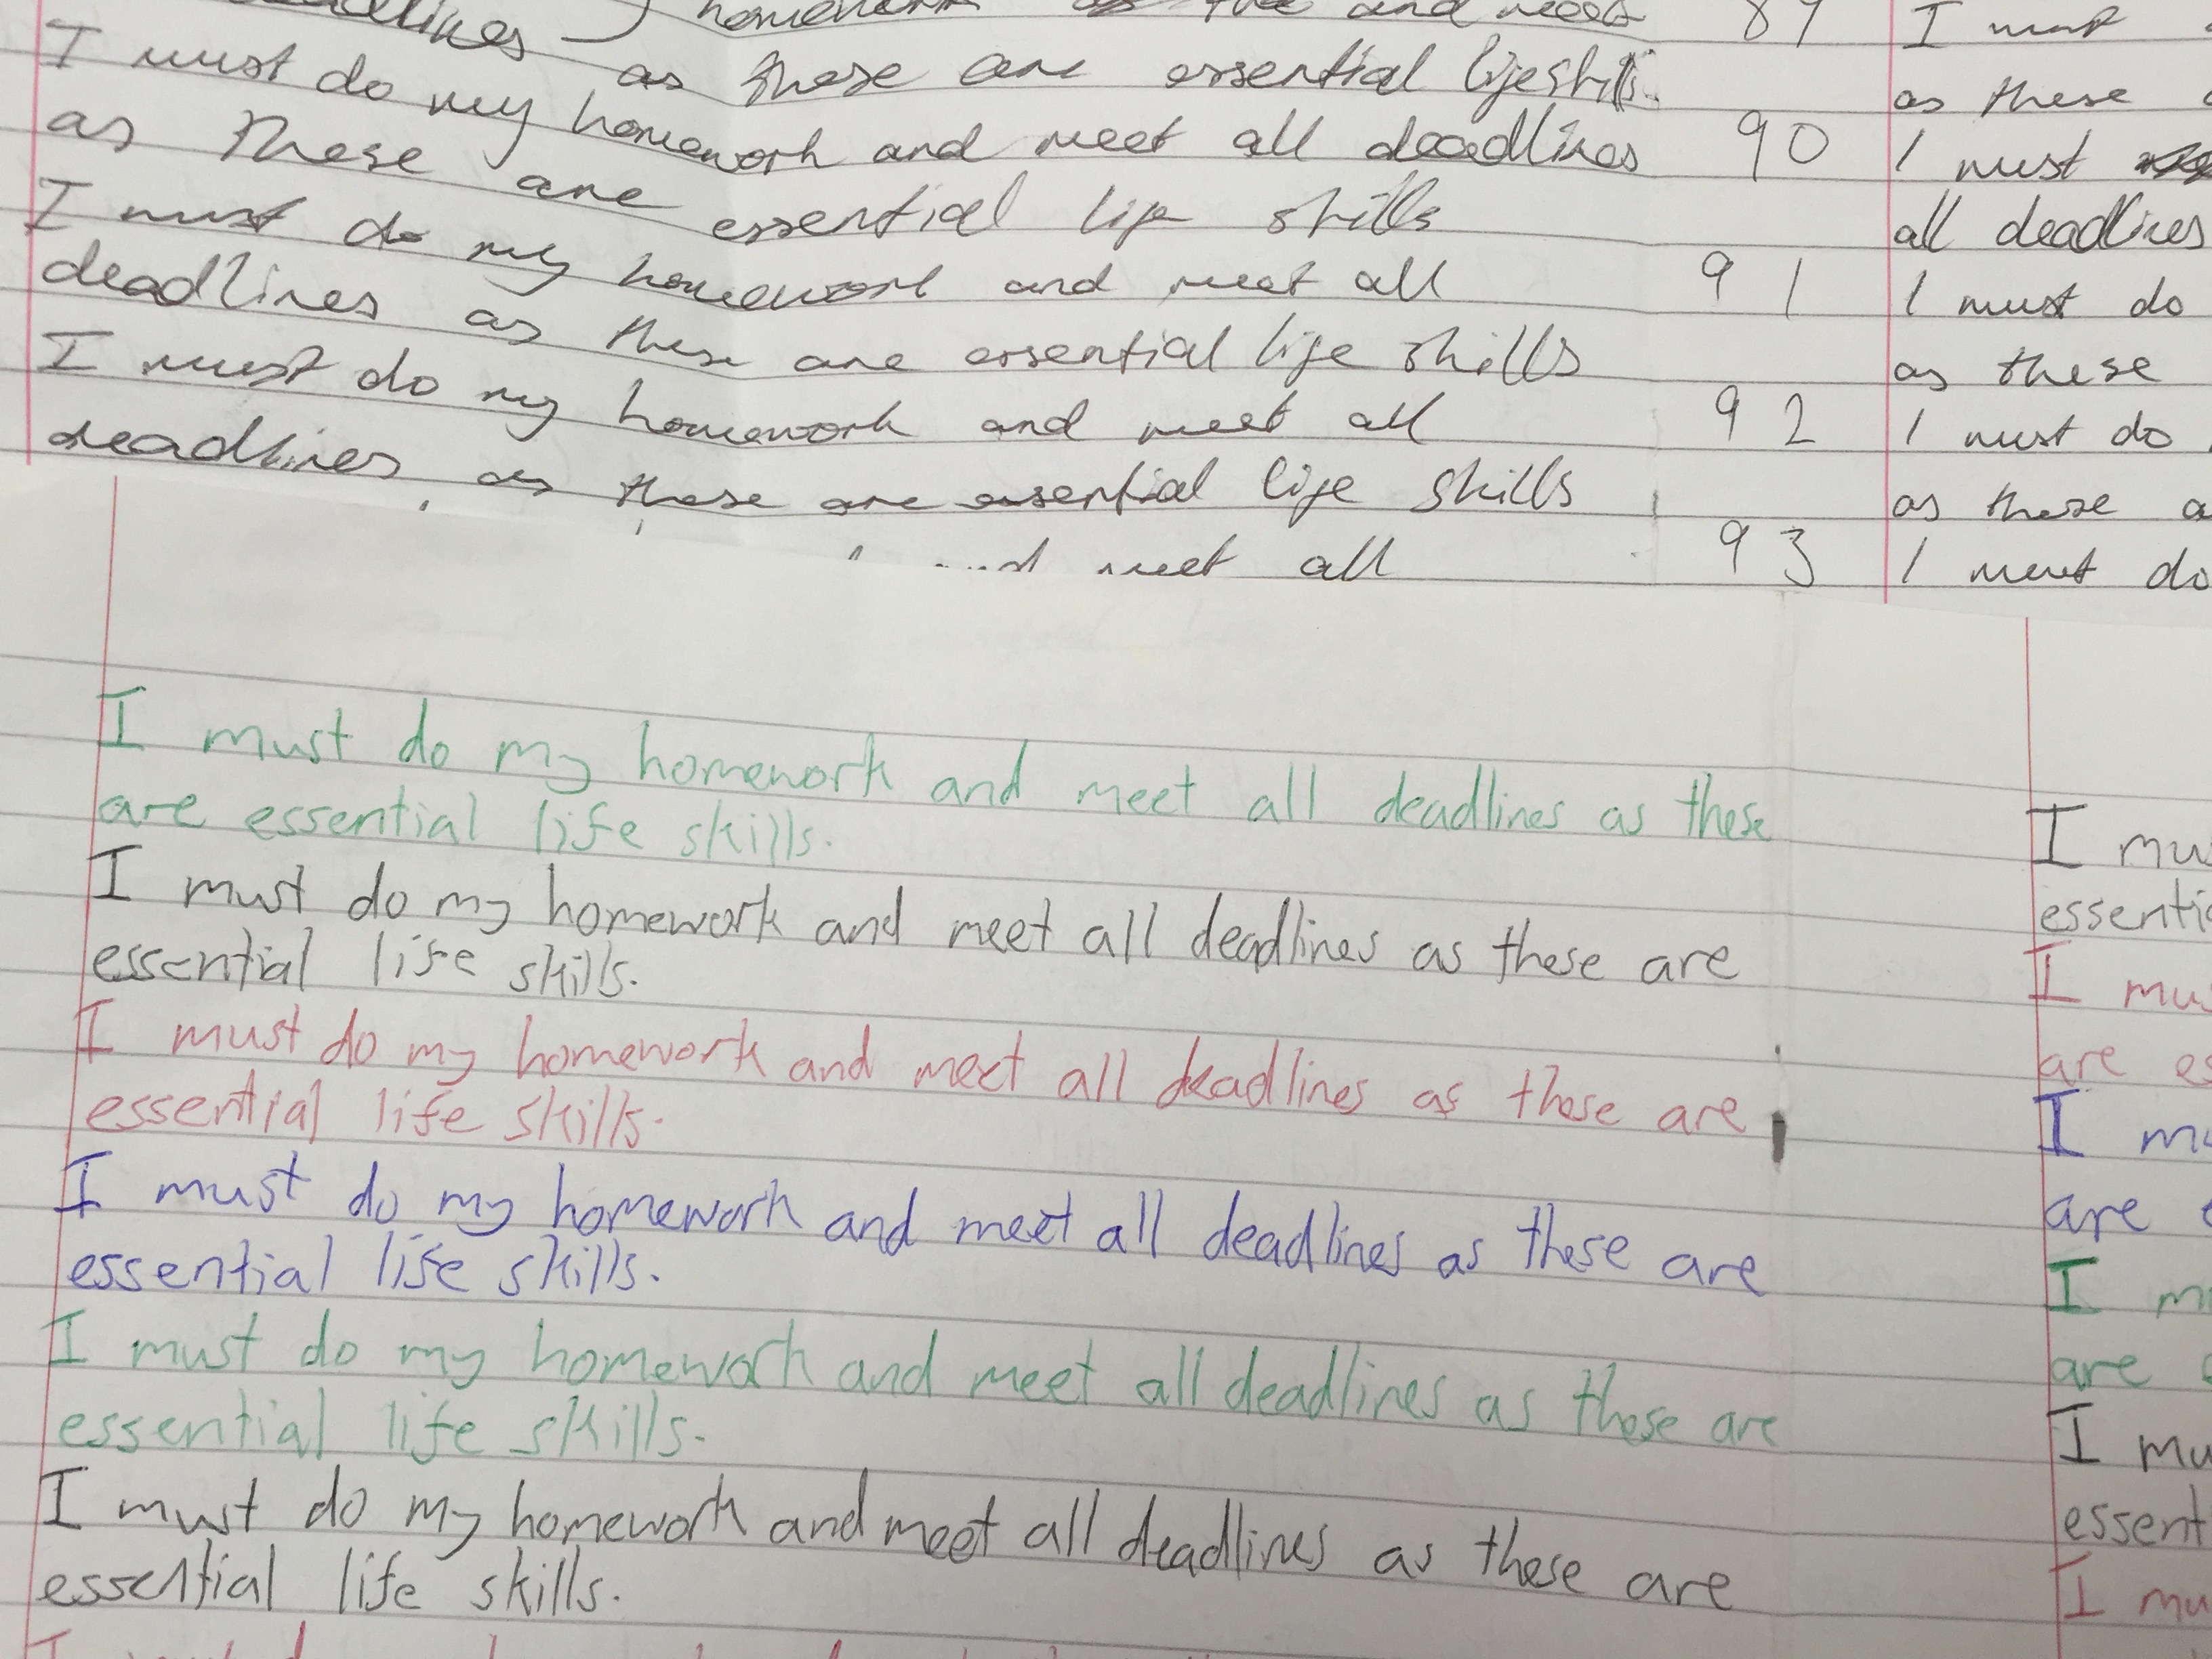 deadlines homework as the and meet
as these are essential lifeskills.
I must do my homework and meet all deadlines
as these are essential life skills
I must do my homework and meet all
deadlines as these are essential life skills
I must do my homework and meet all
deadlines, as these are essential life skills
and meet all
89 I must
as these
90 I must
all deadlines
91 I must do
as these
92 I must do
as these
93 I must do
I must do my homework and meet all deadlines as these
are essential life skills.
I must do my homework and meet all deadlines as these are
essential life skills.
I must do my homework and meet all deadlines as these are
essential life skills.
I must do my homework and meet all deadlines as these are
essential life skills.
I must do my homework and meet all deadlines as these are
essential life skills.
I must do my homework and meet all deadlines as these are
essential life skills.
I mu
essentia
I mus
are es
I mu
are e
I m
are
I mu
essent
I mu